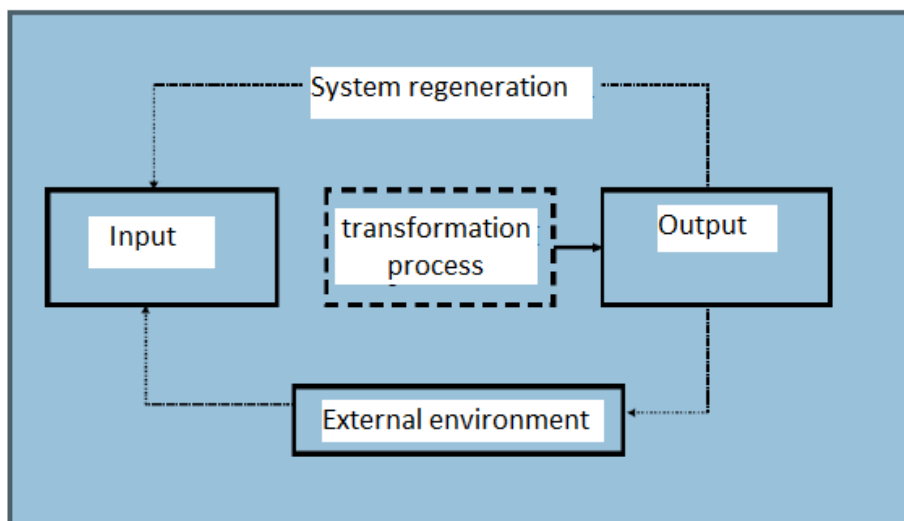 System regeneration
Input
transformation
process
Output
External environment